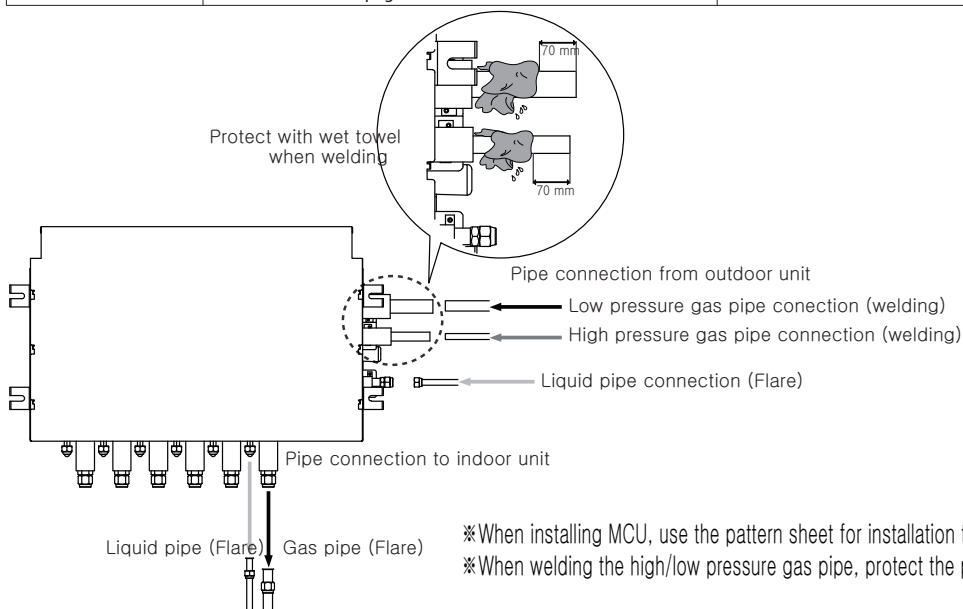 70 mm
Protect with wet towel
when welding
70 mm
Pipe connection from outdoor unit
Low pressure gas pipe conection (welding)
High pressure gas pipe connection (welding)
Liquid pipe connection (Flare)
Pipe connection to indoor unit
Liquid pipe (Flare)
Gas pipe (Flare)
※When installing MCU, use the pattern sheet for installation
※When welding the high/low pressure gas pipe, protect the